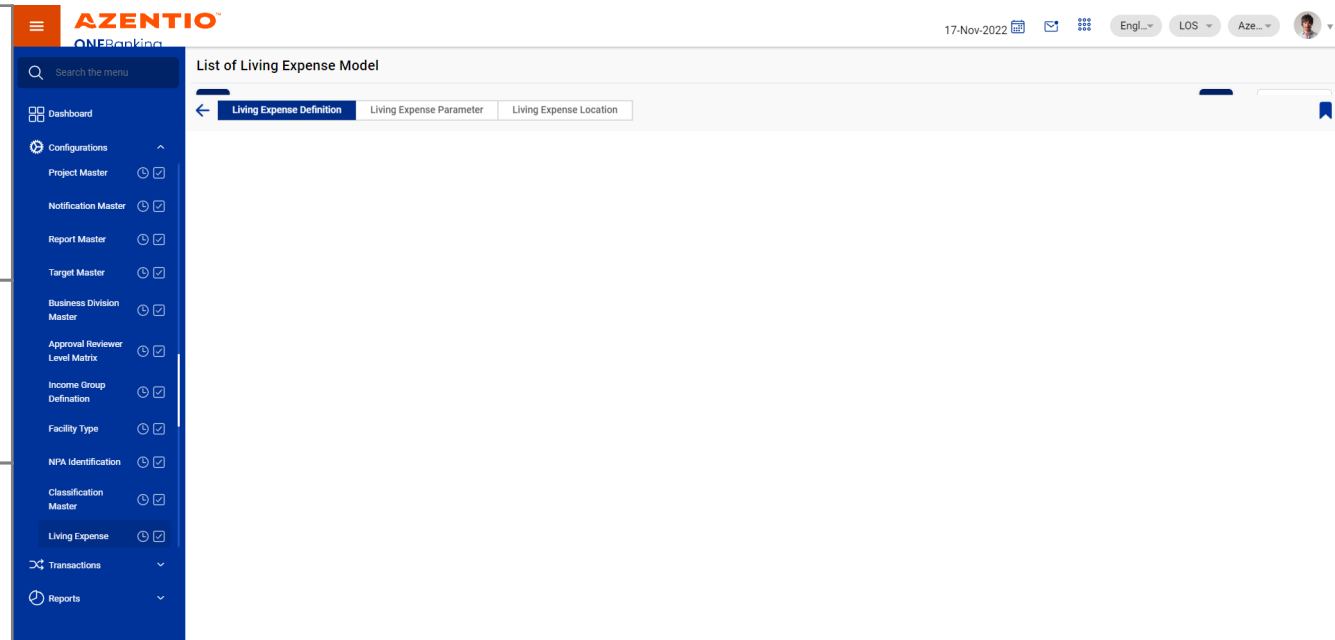 AZENTIO™
ONEBanking
17-Nov-2022
Engl...
LOS
Aze...
Search the menu
Dashboard
Configurations
Project Master
Notification Master
Report Master
Target Master
Business Division
Master
Approval Reviewer
Level Matrix
Income Group
Defination
Facility Type
NPA Identification
Classification
Master
Living Expense
Transactions
Reports
List of Living Expense Model
Living Expense Definition
Living Expense Parameter
Living Expense Location